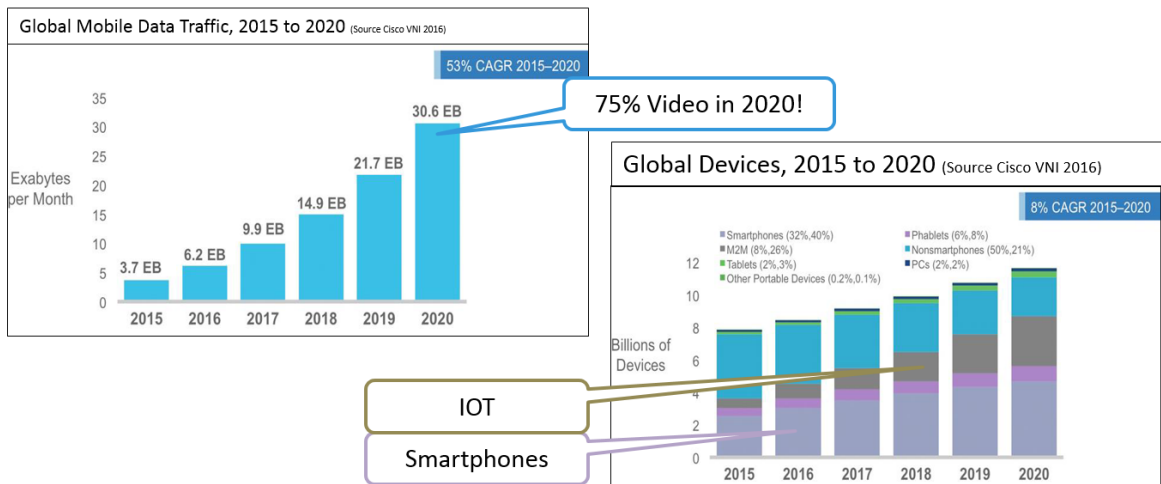 Global Mobile Data Traffic, 2015 to 2020 (Source Cisco VNI 2016)
53% CAGR 2015–2020
75% Video in 2020!
Exabytes
per Month
35
30
25
20
15
10
5
0
3.7 EB
6.2 EB
9.9 EB
14.9 EB
21.7 EB
30.6 EB
2015 2016 2017 2018 2019 2020
Global Devices, 2015 to 2020 (Source Cisco VNI 2016)
8% CAGR 2015–2020
Smartphones (32%,40%) Phablets (6%,8%)
M2M (8%,26%) Nonsmartphones (50%,21%)
Tablets (2%,3%) PCs (2%,2%)
Other Portable Devices (0.2%,0.1%)
Billions of
Devices
12
10
8
6
4
2
0
2015 2016 2017 2018 2019 2020
IOT
Smartphones